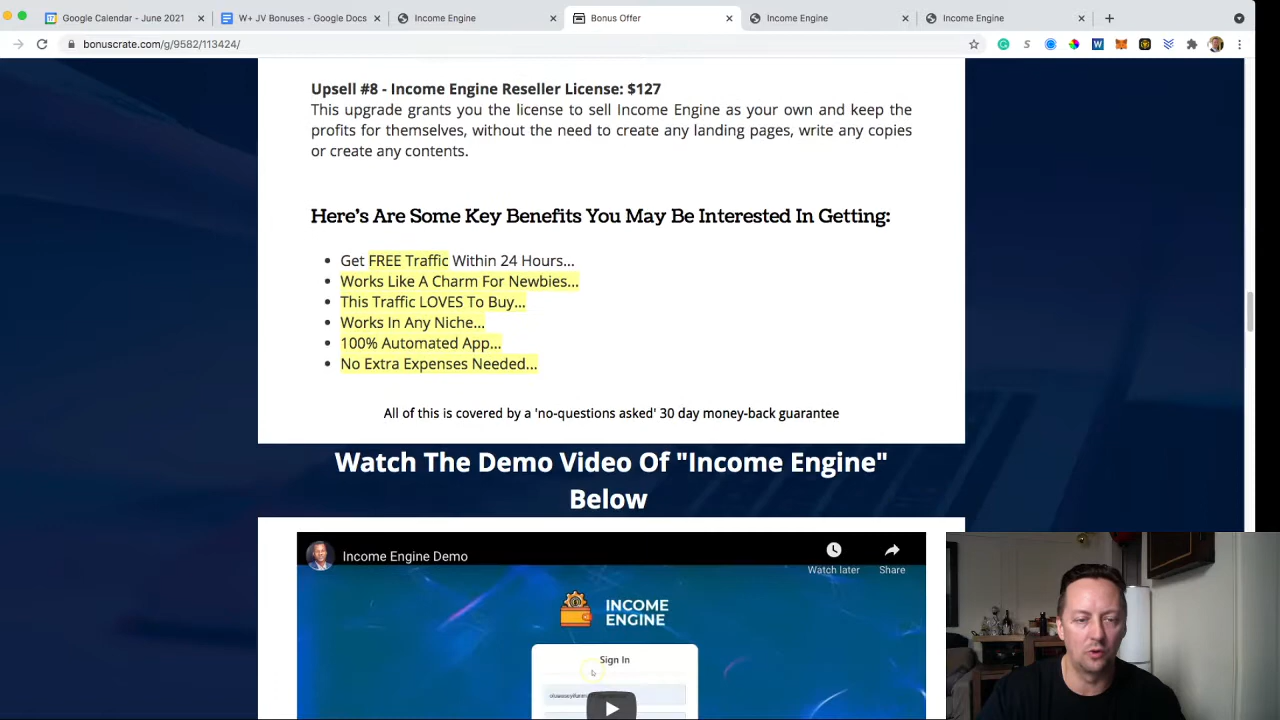 Google Calendar - June 2021
W+ JV Bonuses - Google Docs
Income Engine
Bonus Offer
Income Engine
Income Engine
bonuscrate.com/g/9582/113424/
Upsell #8 - Income Engine Reseller License: $127
This upgrade grants you the license to sell Income Engine as your own and keep the
profits for themselves, without the need to create any landing pages, write any copies
or create any contents.
Here's Are Some Key Benefits You May Be Interested In Getting:
Get FREE Traffic Within 24 Hours...
Works Like A Charm For Newbies...
This Traffic LOVES To Buy...
Works In Any Niche...
100% Automated App...
No Extra Expenses Needed...
All of this is covered by a 'no-questions asked' 30 day money-back guarantee
Watch The Demo Video Of "Income Engine"
Below
Income Engine Demo
Watch later
Share
INCOME
ENGINE
Sign In